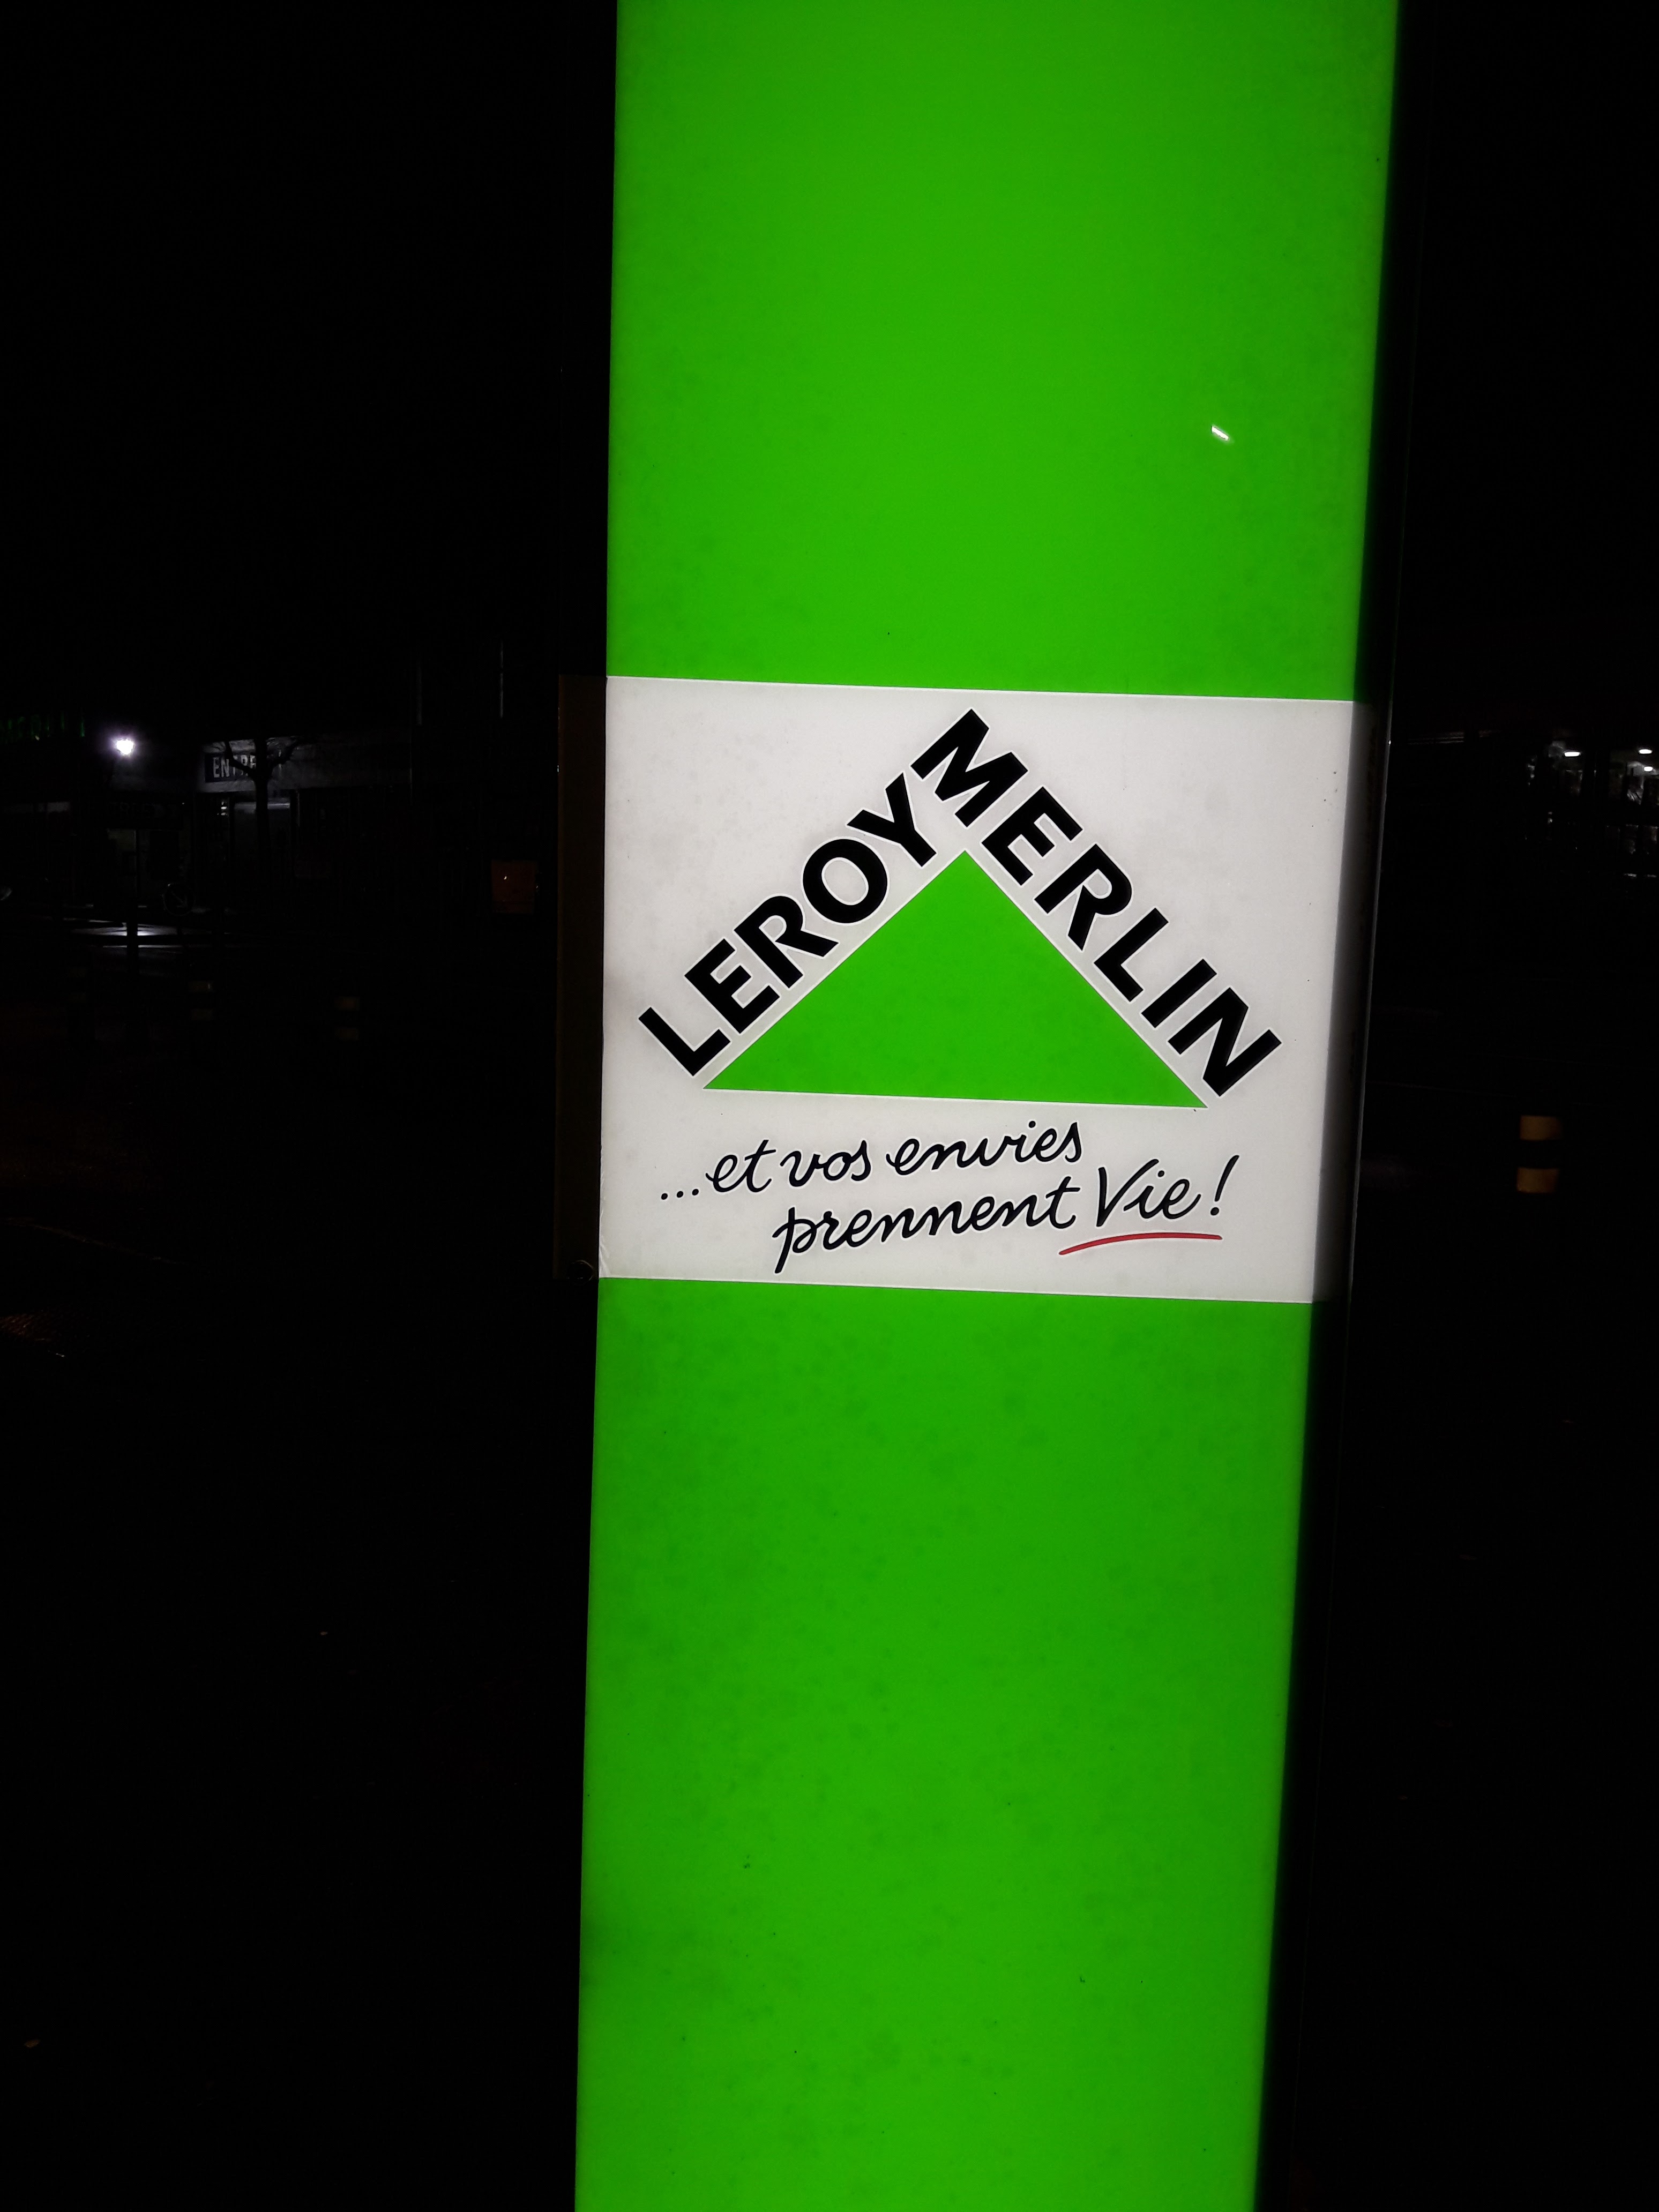 LEROY MERLIN
...et vos envies
prennent Vie!